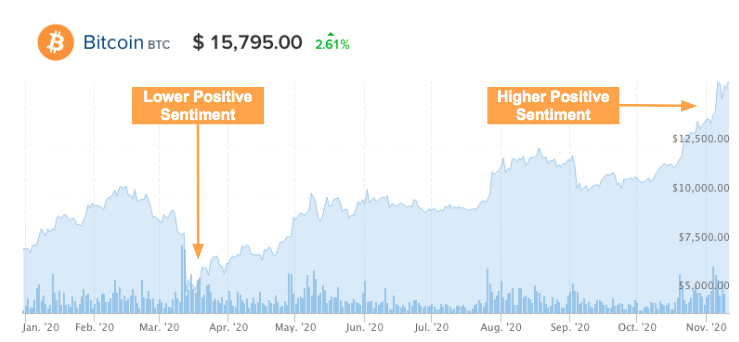 Bitcoin BTC $ 15,795.00 2.61%
Lower Positive
Sentiment
Higher Positive
Sentiment
$12,500.00
$10,000.00
$7,500.00
$5,000.00
Jan. '20 Feb. '20 Mar. '20 Apr. '20 May. '20 Jun. '20 Jul. '20 Aug. '20 Sep. '20 Oct. '20 Nov. '20